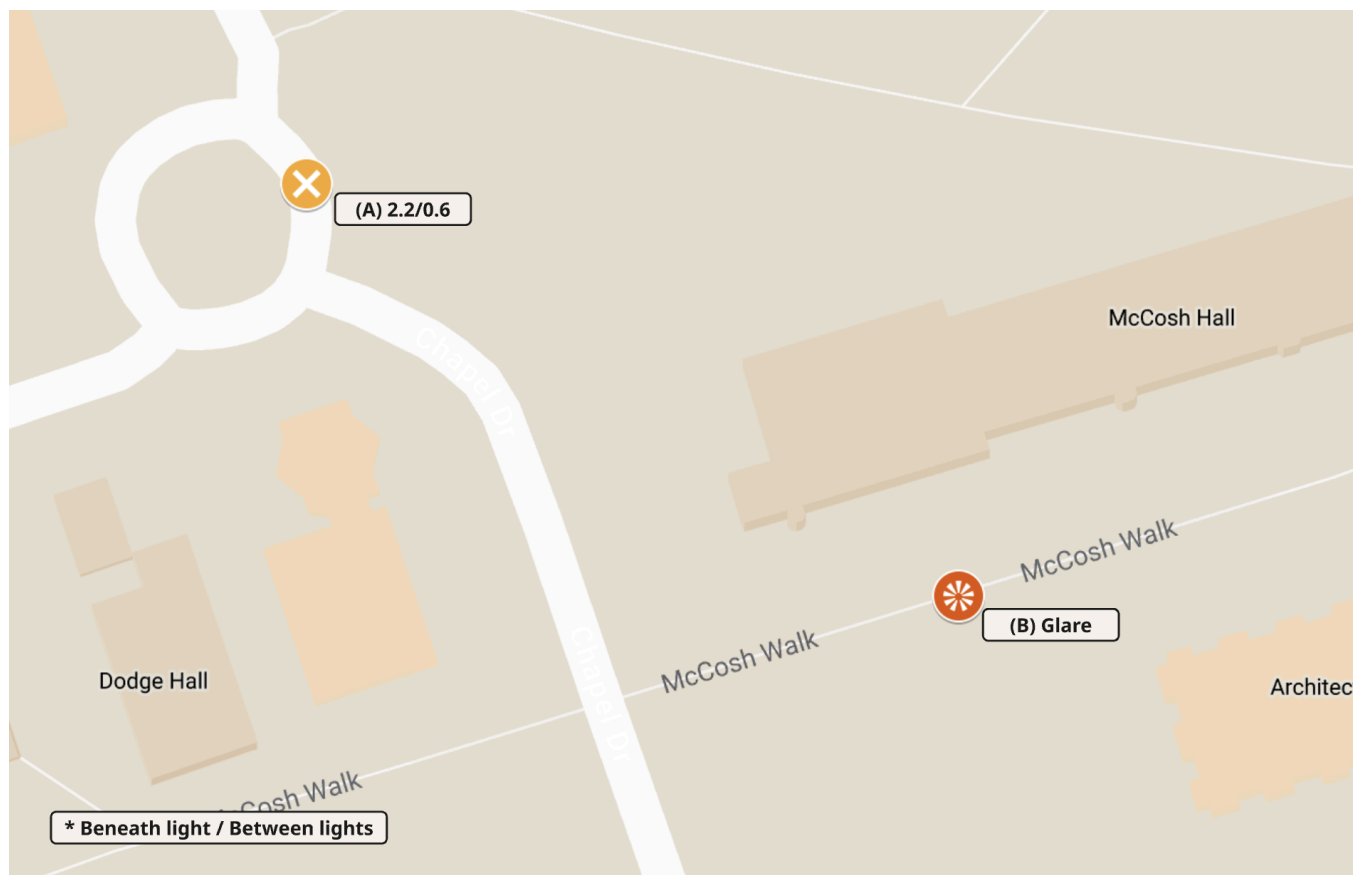 (A) 2.2/0.6
McCosh Hall
Chapel Dr
McCosh Walk
(B) Glare
McCosh Walk
Dodge Hall
Architec
Chapel Dr
Cosh Walk
* Beneath light / Between lights